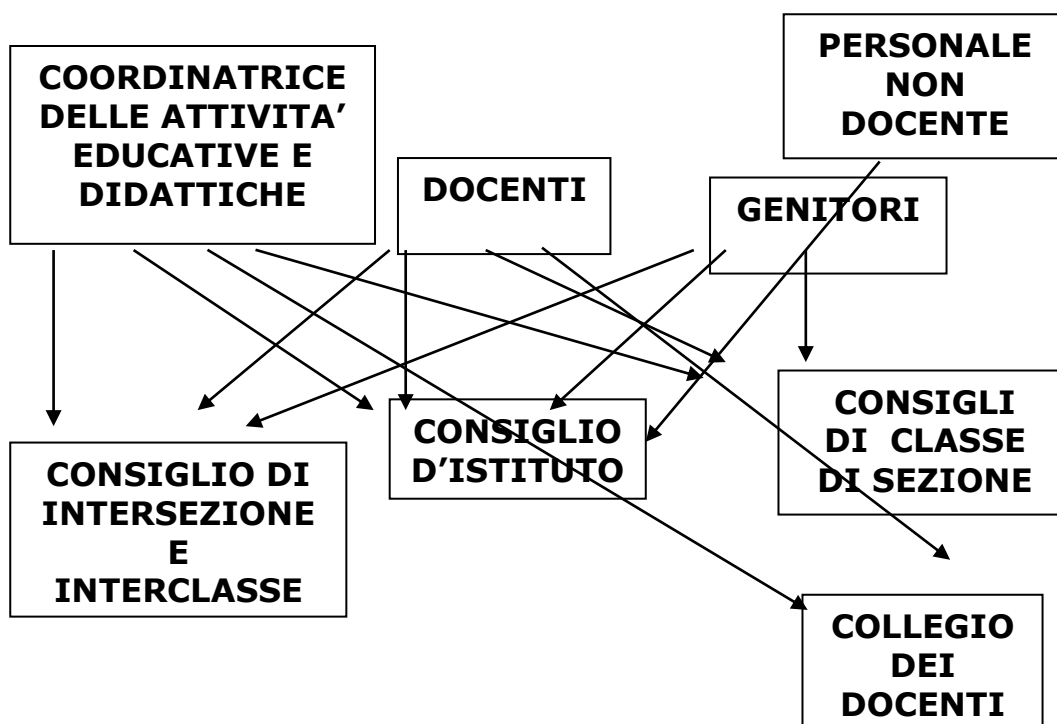 COORDINATRICE
DELLE ATTIVITA’
EDUCATIVE E
DIDATTICHE
DOCENTI
PERSONALE
NON
DOCENTE
GENITORI
CONSIGLIO DI
INTERSEZIONE
E
INTERCLASSE
CONSIGLIO
D’ISTITUTO
CONSIGLI
DI CLASSE
DI SEZIONE
COLLEGIO
DEI
DOCENTI